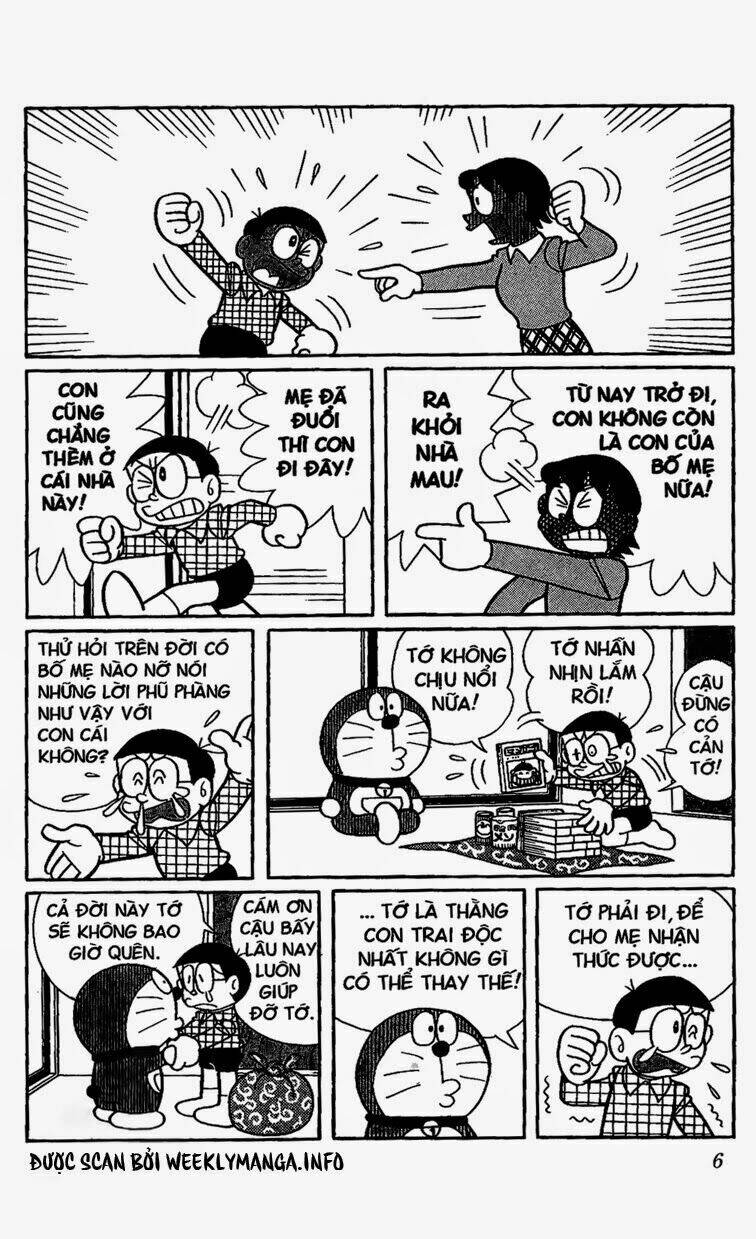 TỪ NAY TRỞ ĐI,
CON KHÔNG CÒN
LÀ CON CỦA
BỐ MẸ
NỮA!
RA
KHỎI
NHÀ
MAU!
MẸ ĐÃ
ĐUỔI
THÌ CON
ĐI ĐÂY!
CON
CŨNG
CHẲNG
THÈM Ở
CÁI NHÀ
NÀY!
CẬU
ĐỪNG
CÓ
CẢN
TỚ!
TỚ NHẪN
NHỊN LẮM
RỒI!
TỚ KHÔNG
CHỊU NỔI
NỮA!
THỬ HỎI TRÊN ĐỜI CÓ
BỐ MẸ NÀO NỠ NÓI
NHỮNG LỜI PHŨ PHÀNG
NHƯ VẬY VỚI
CON CÁI
KHÔNG?
TỚ PHẢI ĐI, ĐỂ
CHO MẸ NHẬN
THỨC ĐƯỢC...
... TỚ LÀ THẰNG
CON TRAI ĐỘC
NHẤT KHÔNG GÌ
CÓ THỂ THAY THẾ!
CÁM ƠN
CẬU BẤY
LÂU NAY
LUÔN
GIÚP
ĐỠ TỚ.
CẢ ĐỜI NÀY TỚ
SẼ KHÔNG BAO
GIỜ QUÊN.
ĐƯỢC SCAN BỞI WEEKLYMANGA.INFO
6